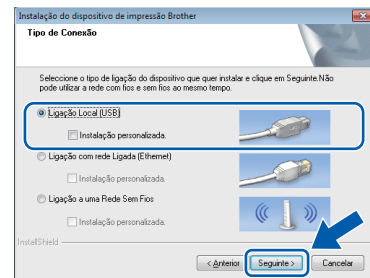 Instalação do dispositivo de impressão Brother
Tipo de Conexão
Seleccione o tipo de ligação do dispositivo que quer instalar e clique em Seguinte.Não
pode utilizar a rede com fios e sem fios ao mesmo tempo.
Ligação Local (USB)
Instalação personalizada.
Ligação com rede Ligada (Ethernet)
Instalação personalizada.
Ligação a uma Rede Sem Fios
Instalação personalizada.
InstallShield
< Anterior
Seguinte >
Cancelar